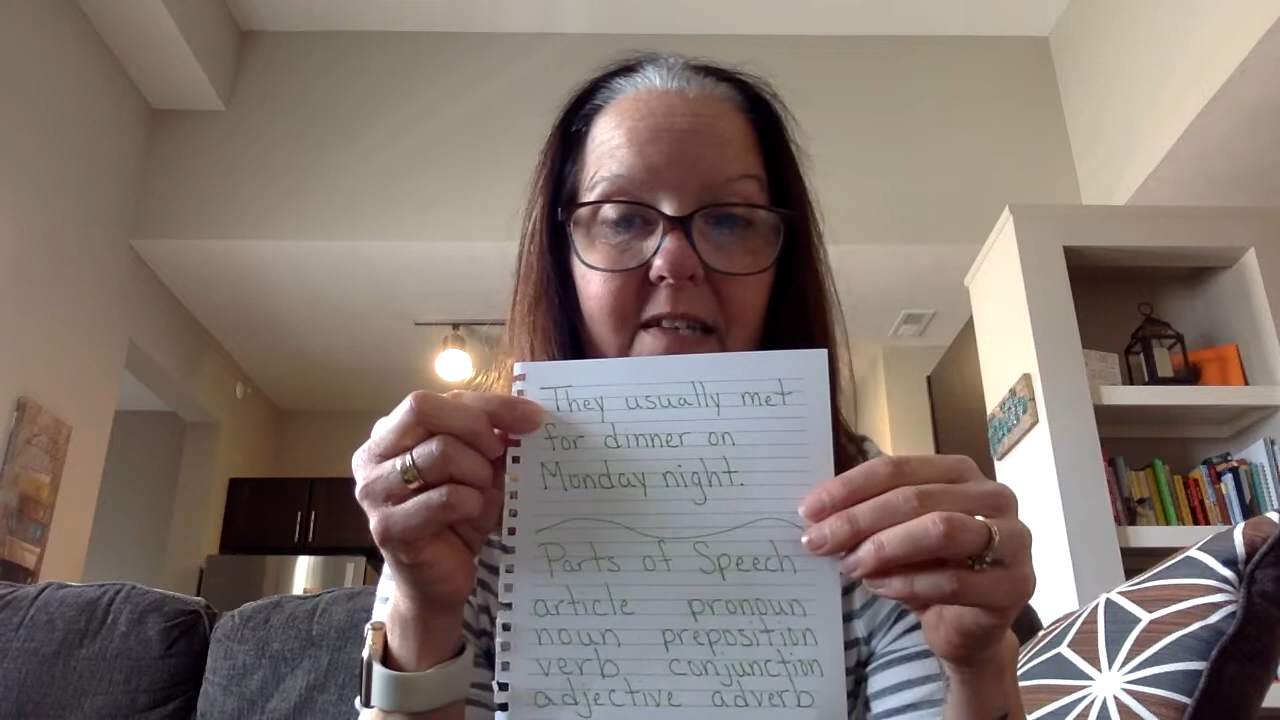 They usually met
for dinner on
Monday night.
Parts of Speech
article pronoun
noun preposition
verb conjunction
adjective adverb